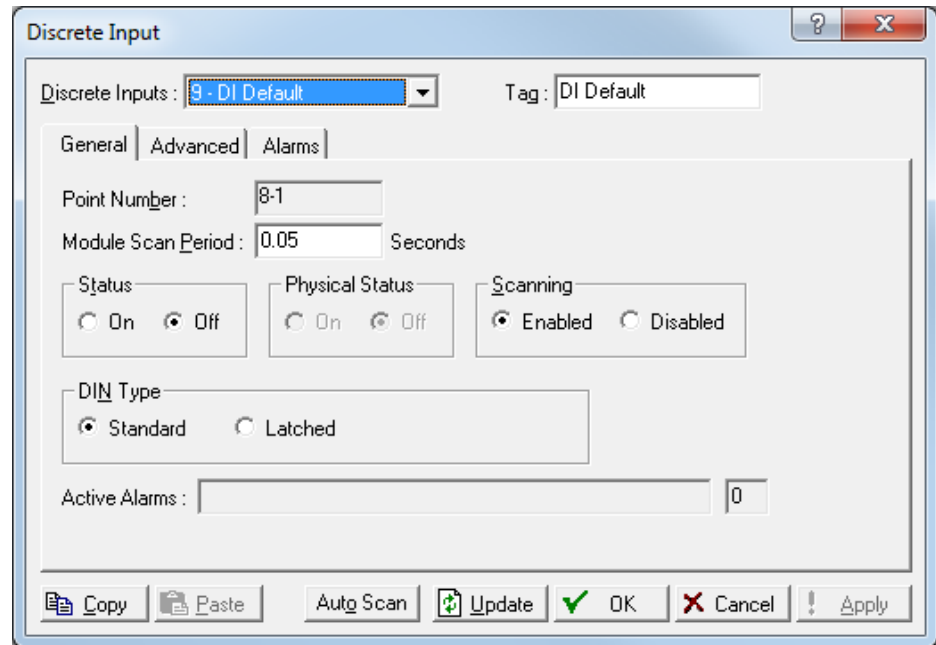 Discrete Input
Discrete Inputs : 9 - DI Default Tag : DI Default
General Advanced Alarms
Point Number : 8-1
Module Scan Period : 0.05 Seconds
Status Physical Status Scanning
On Off On Off Enabled Disabled
DIN Type
Standard Latched
Active Alarms : 0
Copy Paste Auto Scan Update OK Cancel Apply